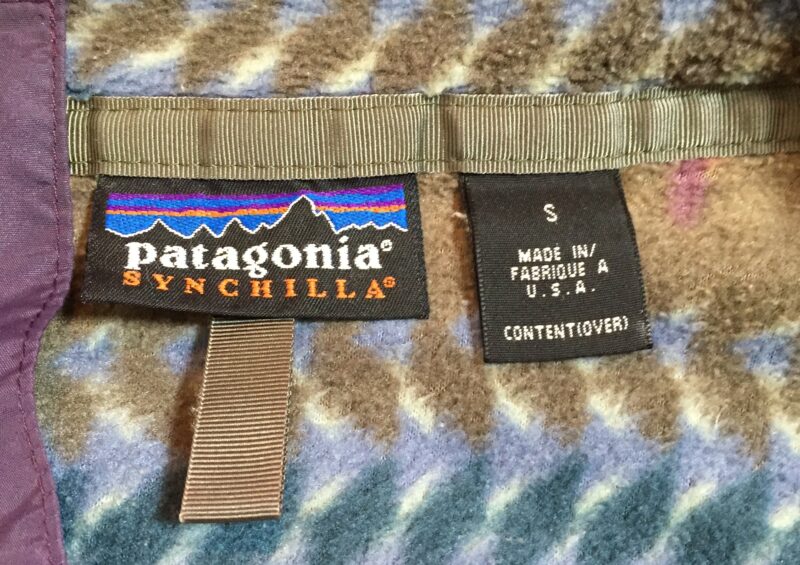 patagonia®
SYNCHILLA®
S
MADE IN/
FABRIQUE A
U.S.A.
CONTENT(OVER)